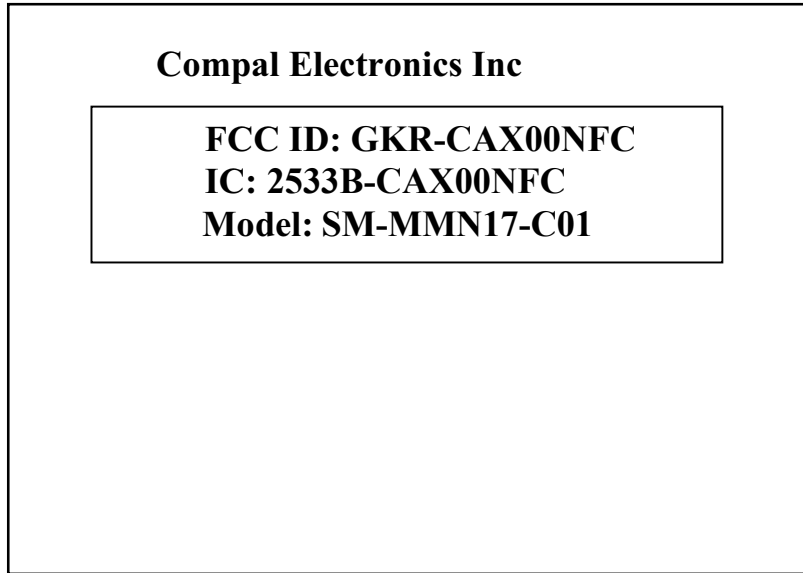 Compal Electronics Inc
FCC ID: GKR-CAX00NFC
IC: 2533B-CAX00NFC
Model: SM-MMN17-C01